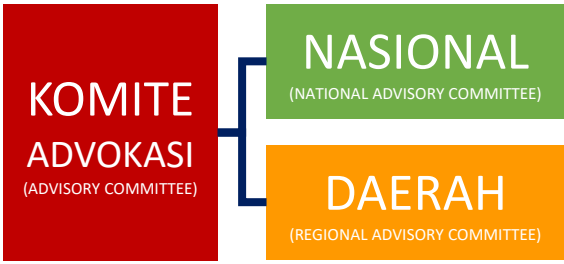 KOMITE
ADVOKASI
(ADVISORY COMMITTEE)
NASIONAL
(NATIONAL ADVISORY COMMITTEE)
DAERAH
(REGIONAL ADVISORY COMMITTEE)